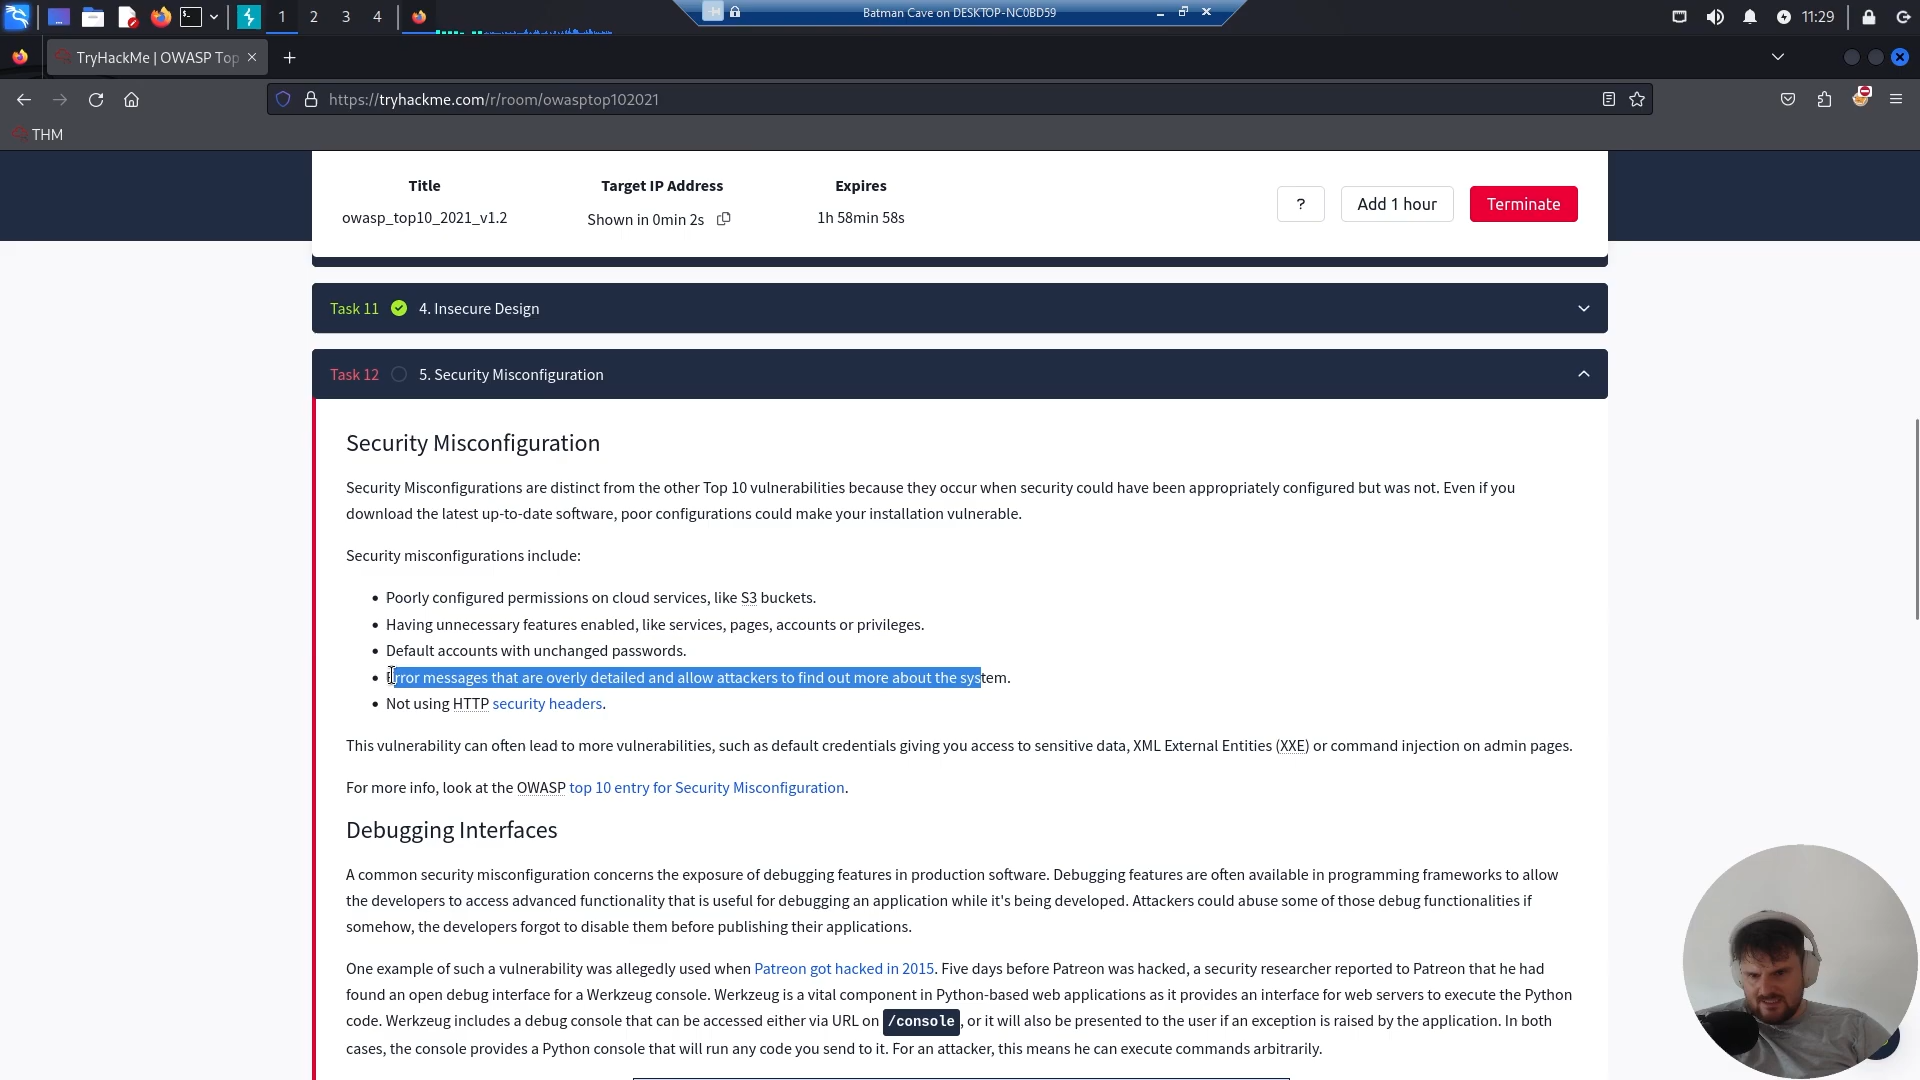 1
2
3
4
Batman Cave on DESKTOP-NC0BD59
11:29
TryHackMe | OWASP Top
https://tryhackme.com/r/room/owasptop102021
THM
Title
Target IP Address
Expires
owasp_top10_2021_v1.2
Shown in 0min 2s
1h 58min 58s
?
Add 1 hour
Terminate
Task 11
4. Insecure Design
Task 12
5. Security Misconfiguration
Security Misconfiguration
Security Misconfigurations are distinct from the other Top 10 vulnerabilities because they occur when security could have been appropriately configured but was not. Even if you
download the latest up-to-date software, poor configurations could make your installation vulnerable.
Security misconfigurations include:
• Poorly configured permissions on cloud services, like S3 buckets.
• Having unnecessary features enabled, like services, pages, accounts or privileges.
• Default accounts with unchanged passwords.
• Error messages that are overly detailed and allow attackers to find out more about the system.
• Not using HTTP security headers.
This vulnerability can often lead to more vulnerabilities, such as default credentials giving you access to sensitive data, XML External Entities (XXE) or command injection on admin pages.
For more info, look at the OWASP top 10 entry for Security Misconfiguration.
Debugging Interfaces
A common security misconfiguration concerns the exposure of debugging features in production software. Debugging features are often available in programming frameworks to allow
the developers to access advanced functionality that is useful for debugging an application while it's being developed. Attackers could abuse some of those debug functionalities if
somehow, the developers forgot to disable them before publishing their applications.
One example of such a vulnerability was allegedly used when Patreon got hacked in 2015. Five days before Patreon was hacked, a security researcher reported to Patreon that he had
found an open debug interface for a Werkzeug console. Werkzeug is a vital component in Python-based web applications as it provides an interface for web servers to execute the Python
code. Werkzeug includes a debug console that can be accessed either via URL on /console, or it will also be presented to the user if an exception is raised by the application. In both
cases, the console provides a Python console that will run any code you send to it. For an attacker, this means he can execute commands arbitrarily.